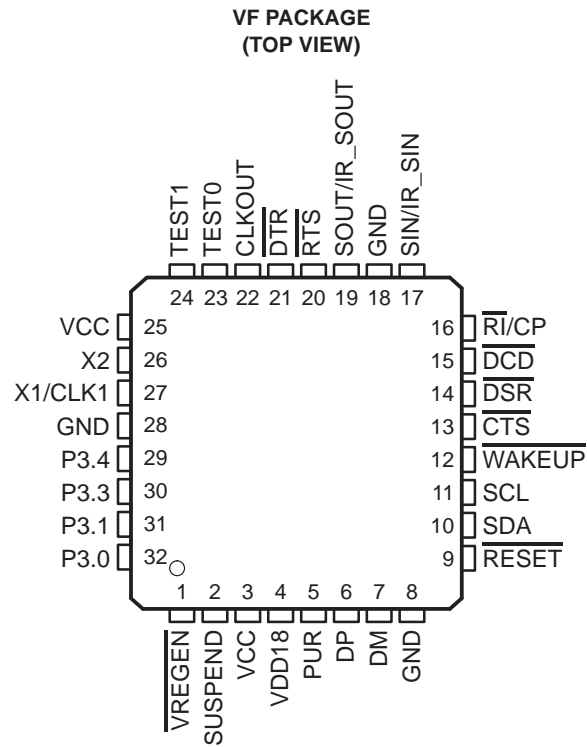 VF PACKAGE
(TOP VIEW)
TEST1
TEST0
CLKOUT
DTR
RTS
SOUT/IR_SOUT
GND
SIN/IR_SIN
24 23 22 21 20 19 18 17
VCC 25
X2 26
X1/CLK1 27
GND 28
P3.4 29
P3.3 30
P3.1 31
P3.0 32
16 RI/CP
15 DCD
14 DSR
13 CTS
12 WAKEUP
11 SCL
10 SDA
9 RESET
1 2 3 4 5 6 7 8
VREGEN
SUSPEND
VCC
VDD18
PUR
DP
DM
GND